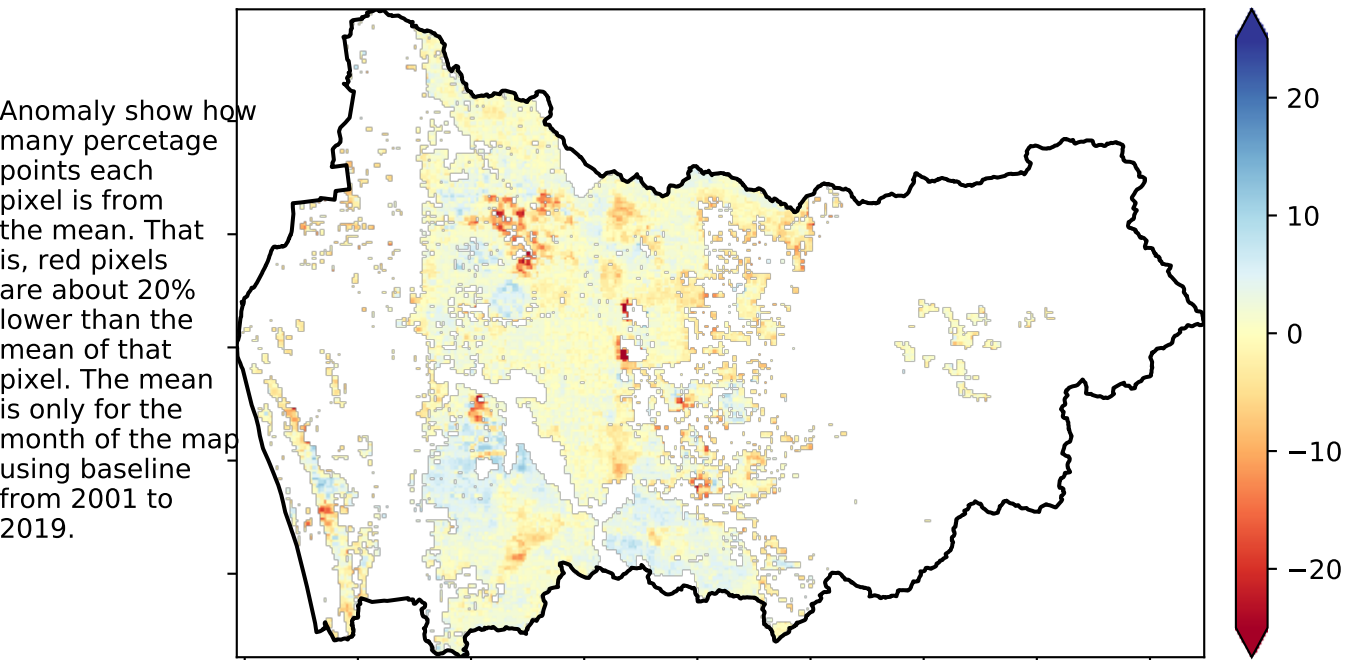 Anomaly show how
many percetage
points each
pixel is from
the mean. That
is, red pixels
are about 20%
lower than the
mean of that
pixel. The mean
is only for the
month of the map
using baseline
from 2001 to
2019.
20
10
0
−10
−20